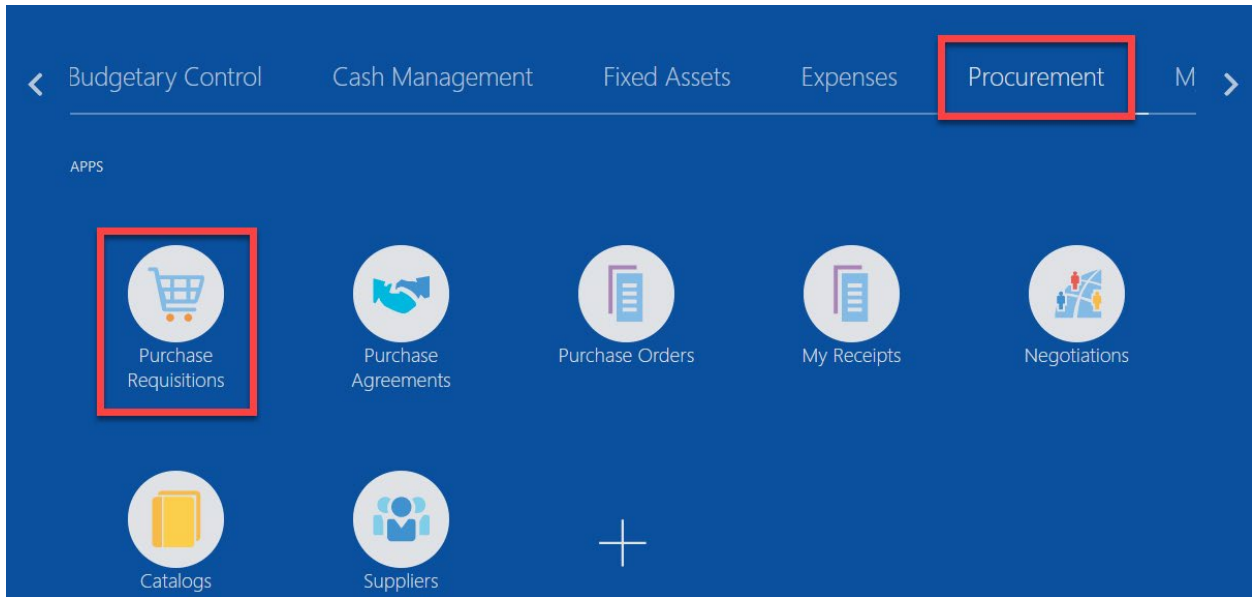 Budgetary Control Cash Management Fixed Assets Expenses Procurement M
APPS
Purchase Requisitions
Purchase Agreements
Purchase Orders
My Receipts
Negotiations
Catalogs
Suppliers